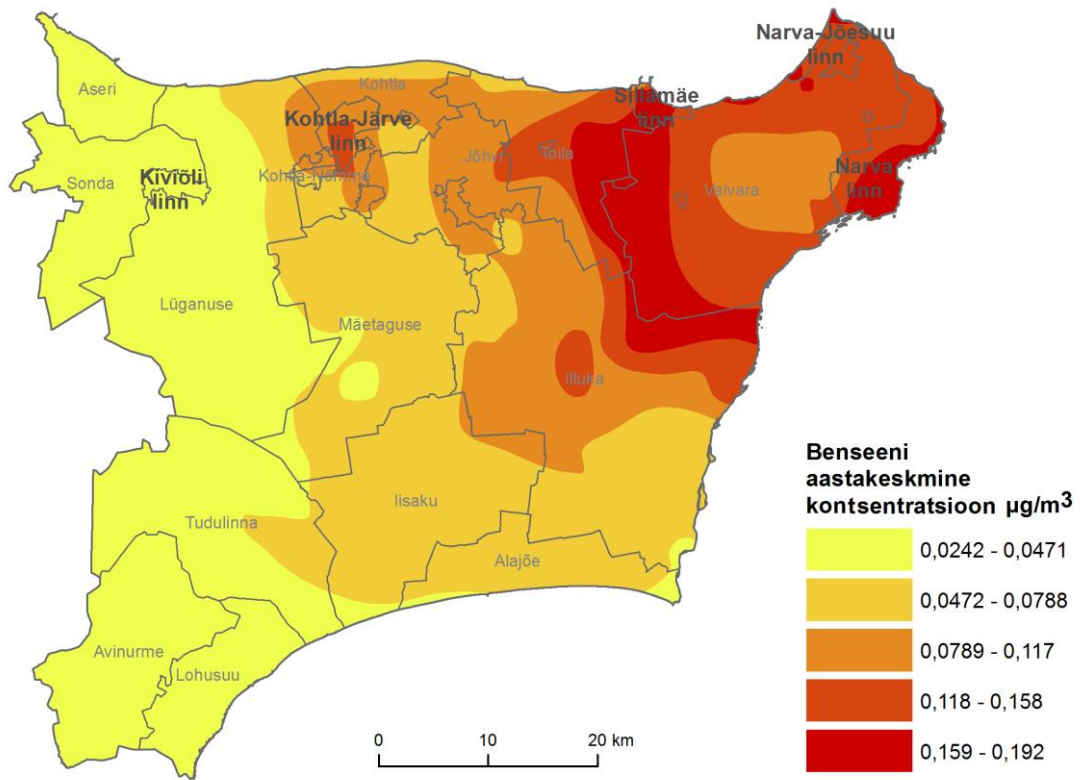 Narva-Jõesuu
linn
Aseri
Kohtla
Sillamäe
linn
Kohtla-Järve
linn
Jõhvi
Toila
Sonda
Kiviõli
linn
Kohtla-Nõmme
Vaivara
Narva
linn
Lüganuse
Mäetaguse
Illuka
Iisaku
Tudulinna
Alajõe
Avinurme
Lohusuu
Benseeni
aastakeskmine
kontsentratsioon µg/m³
0,0242 - 0,0471
0,0472 - 0,0788
0,0789 - 0,117
0,118 - 0,158
0,159 - 0,192
0 10 20 km